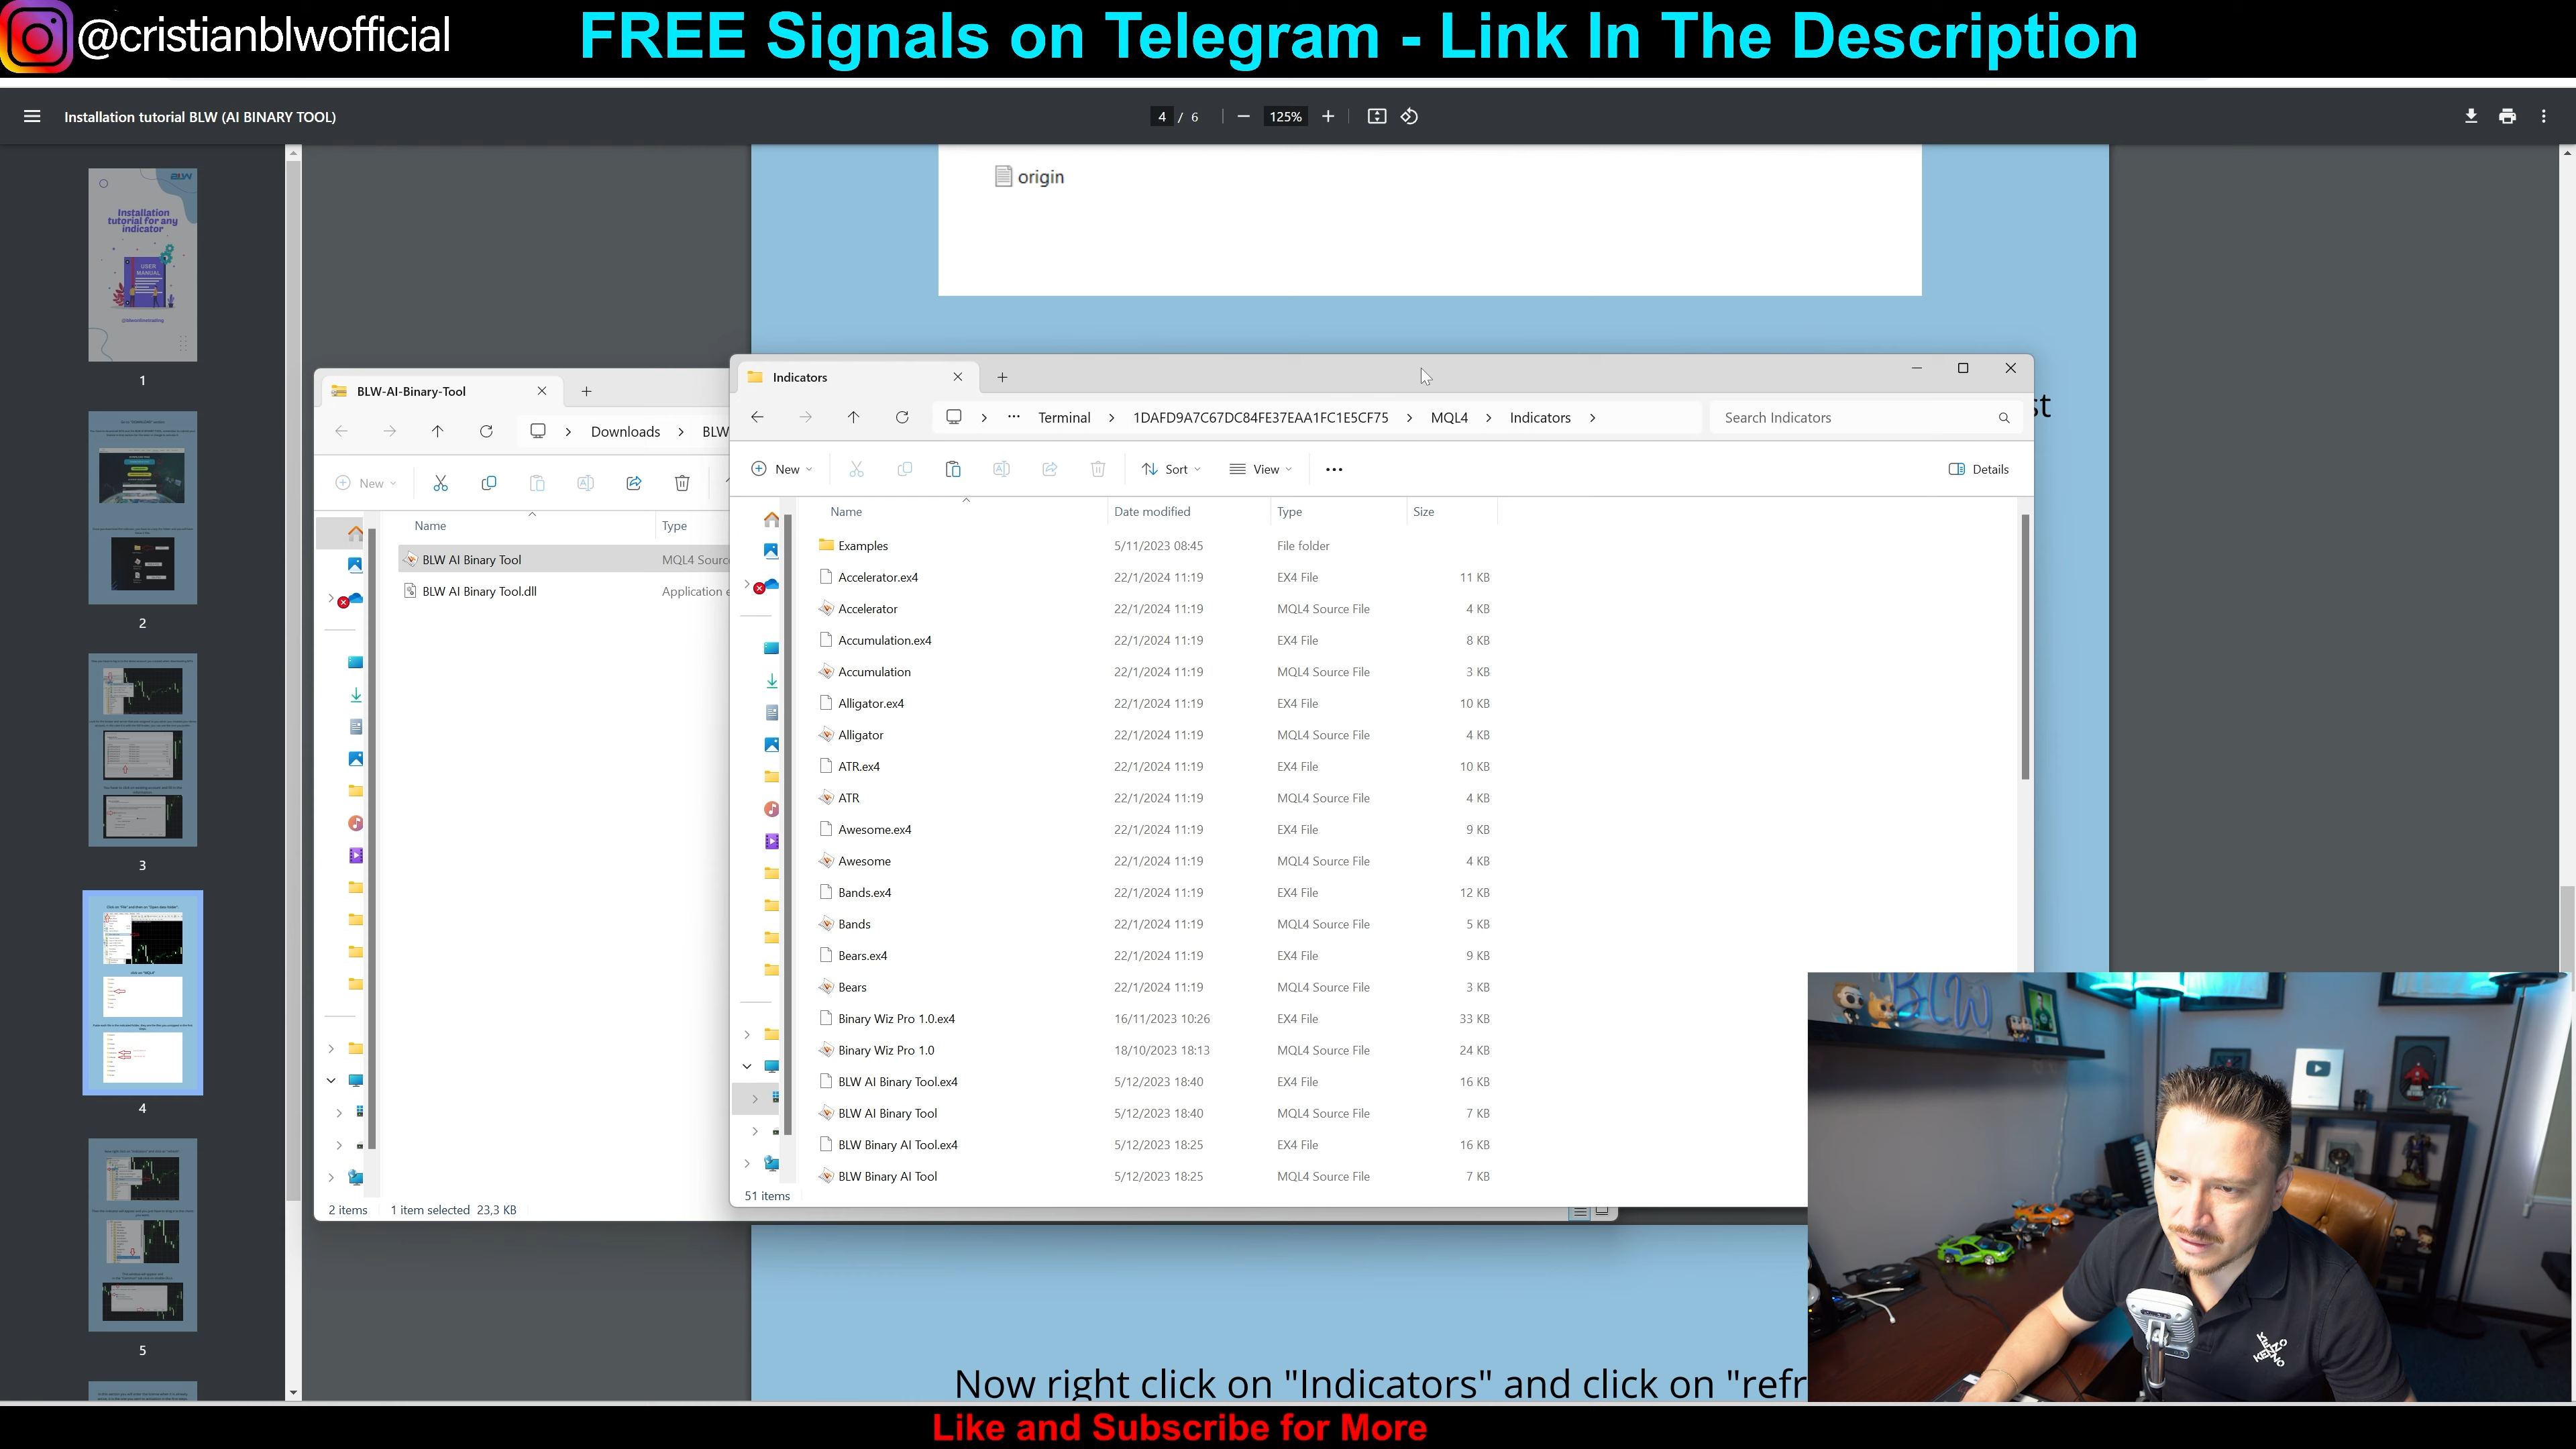 @cristianblwofficial
FREE Signals on Telegram - Link In The Description
Installation tutorial BLW (AI BINARY TOOL)
4 / 6
125%
BLW
Installation
tutorial for any
indicator
USER
MANUAL
1
2
3
4
5
origin
BLW-AI-Binary-Tool
Downloads > BLW
New
Name
Type
BLW AI Binary Tool
MQL4 Sourc
BLW AI Binary Tool.dll
Application e
2 items
1 item selected 23,3 KB
Indicators
Terminal > 1DAFD9A7C67DC84FE37EAA1FC1E5CF75 > MQL4 > Indicators >
Search Indicators
st
New
Sort
View
Details
Name Date modified Type Size
Examples 5/11/2023 08:45 File folder
Accelerator.ex4 22/1/2024 11:19 EX4 File 11 KB
Accelerator 22/1/2024 11:19 MQL4 Source File 4 KB
Accumulation.ex4 22/1/2024 11:19 EX4 File 8 KB
Accumulation 22/1/2024 11:19 MQL4 Source File 3 KB
Alligator.ex4 22/1/2024 11:19 EX4 File 10 KB
Alligator 22/1/2024 11:19 MQL4 Source File 4 KB
ATR.ex4 22/1/2024 11:19 EX4 File 10 KB
ATR 22/1/2024 11:19 MQL4 Source File 4 KB
Awesome.ex4 22/1/2024 11:19 EX4 File 9 KB
Awesome 22/1/2024 11:19 MQL4 Source File 4 KB
Bands.ex4 22/1/2024 11:19 EX4 File 12 KB
Bands 22/1/2024 11:19 MQL4 Source File 5 KB
Bears.ex4 22/1/2024 11:19 EX4 File 9 KB
Bears 22/1/2024 11:19 MQL4 Source File 3 KB
Binary Wiz Pro 1.0.ex4 16/11/2023 10:26 EX4 File 33 KB
Binary Wiz Pro 1.0 18/10/2023 18:13 MQL4 Source File 24 KB
BLW AI Binary Tool.ex4 5/12/2023 18:40 EX4 File 16 KB
BLW AI Binary Tool 5/12/2023 18:40 MQL4 Source File 7 KB
BLW Binary AI Tool.ex4 5/12/2023 18:25 EX4 File 16 KB
BLW Binary AI Tool 5/12/2023 18:25 MQL4 Source File 7 KB
51 items
BLW
KENZO
KENZO
Now right click on "Indicators" and click on "refr
Like and Subscribe for More